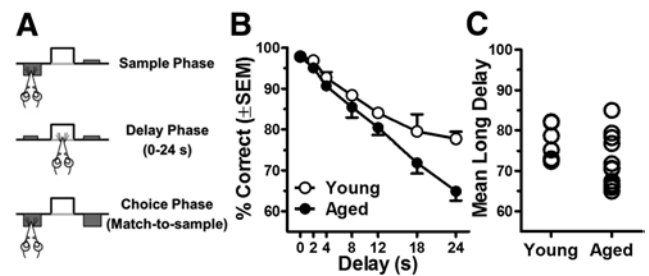 A
Sample Phase
Delay Phase
(0-24 s)
Choice Phase
(Match-to-sample)
B
% Correct (±SEM)
100
90
80
70
60
Young
Aged
0 2 4 8 12 18 24
Delay (s)
C
Mean Long Delay
100
90
80
70
60
Young Aged